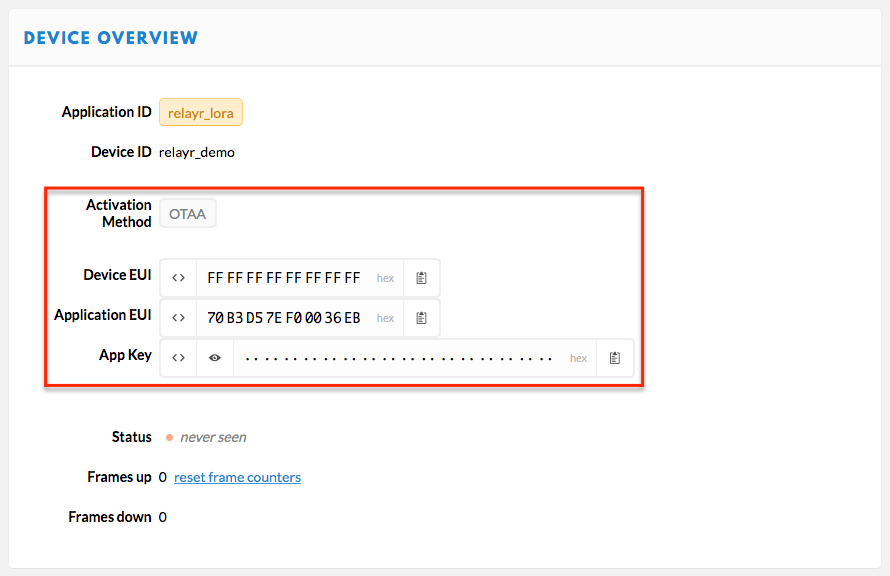 DEVICE OVERVIEW
Application ID relayr_lora
Device ID relayr_demo
Activation
Method OTAA
Device EUI <> FF FF FF FF FF FF FF FF hex
Application EUI <> 70 B3 D5 7E F0 00 36 EB hex
App Key <> ·· ·· ·· ·· ·· ·· ·· ·· ·· ·· ·· ·· ·· ·· ·· ·· hex
Status never seen
Frames up 0 reset frame counters
Frames down 0